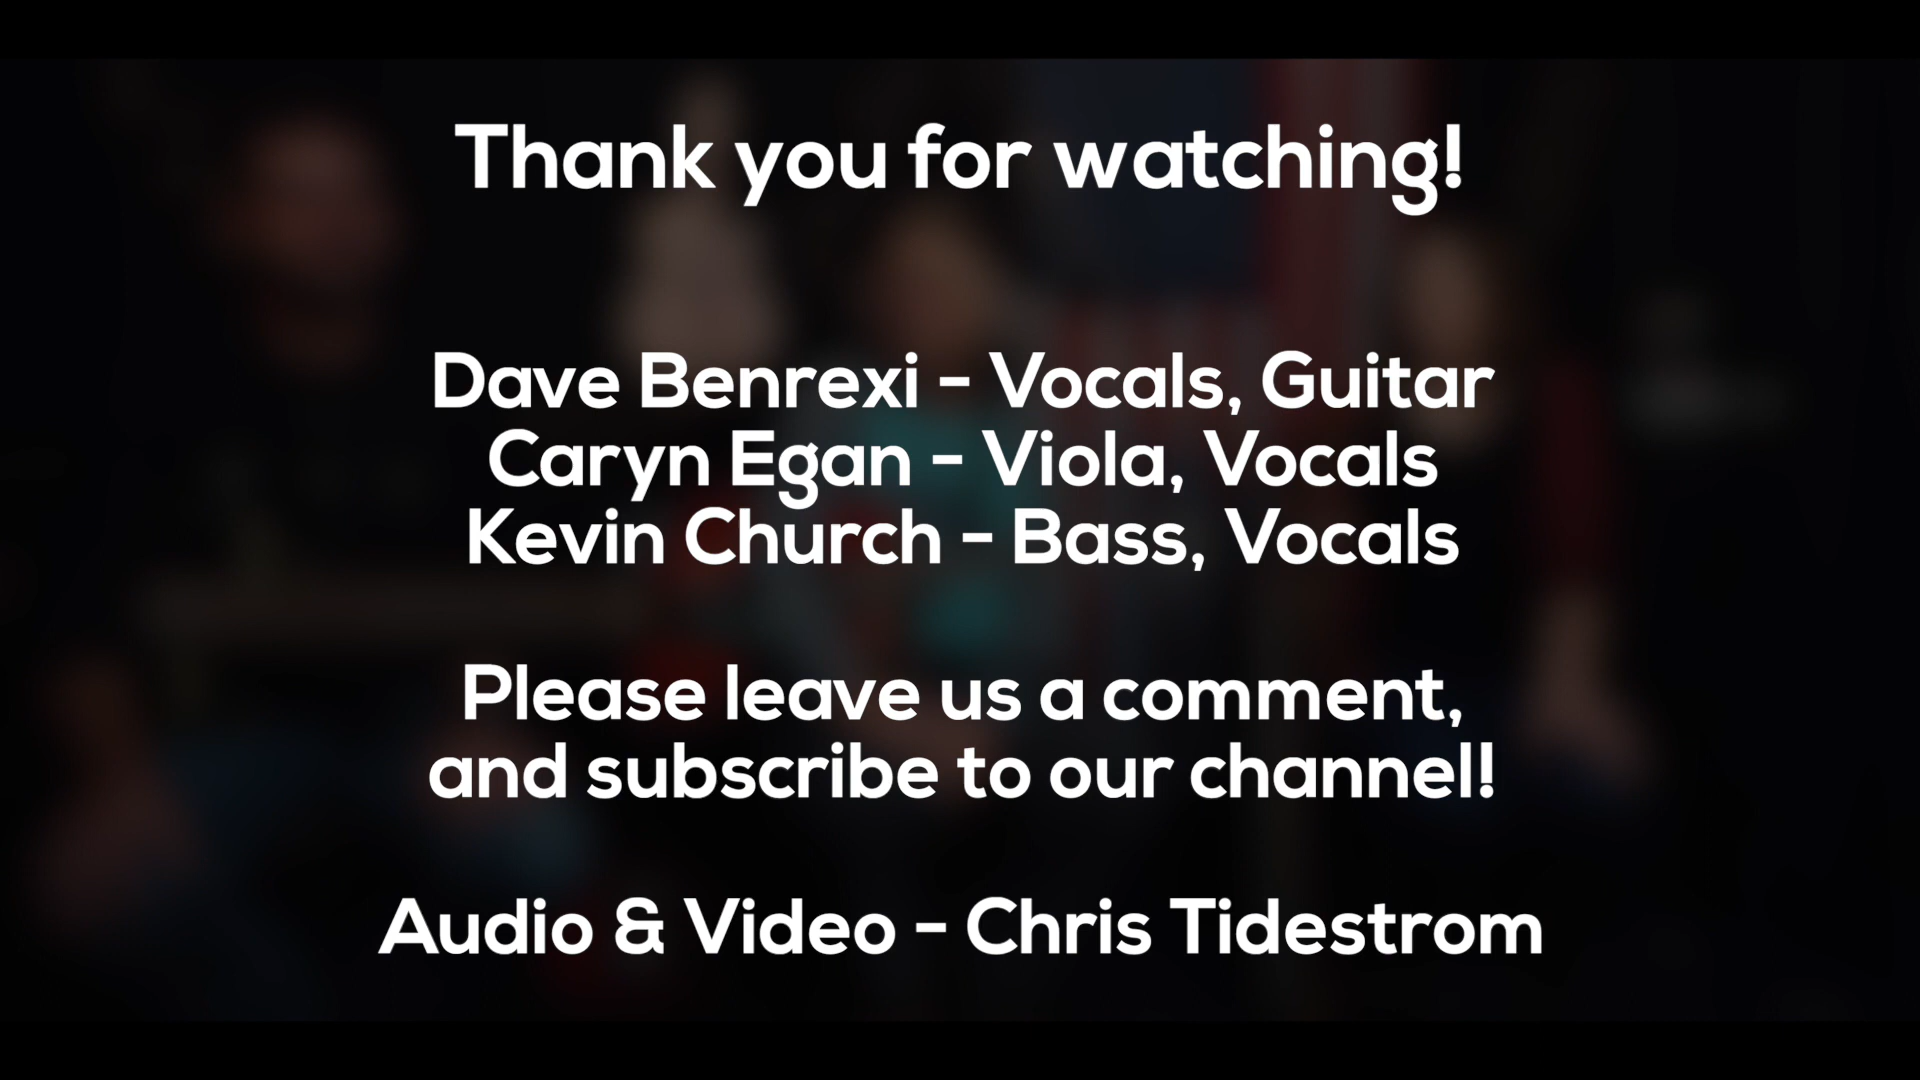 Thank you for watching!
Dave Benrexi - Vocals, Guitar
Caryn Egan - Viola, Vocals
Kevin Church - Bass, Vocals
Please leave us a comment,
and subscribe to our channel!
Audio & Video - Chris Tidestrom